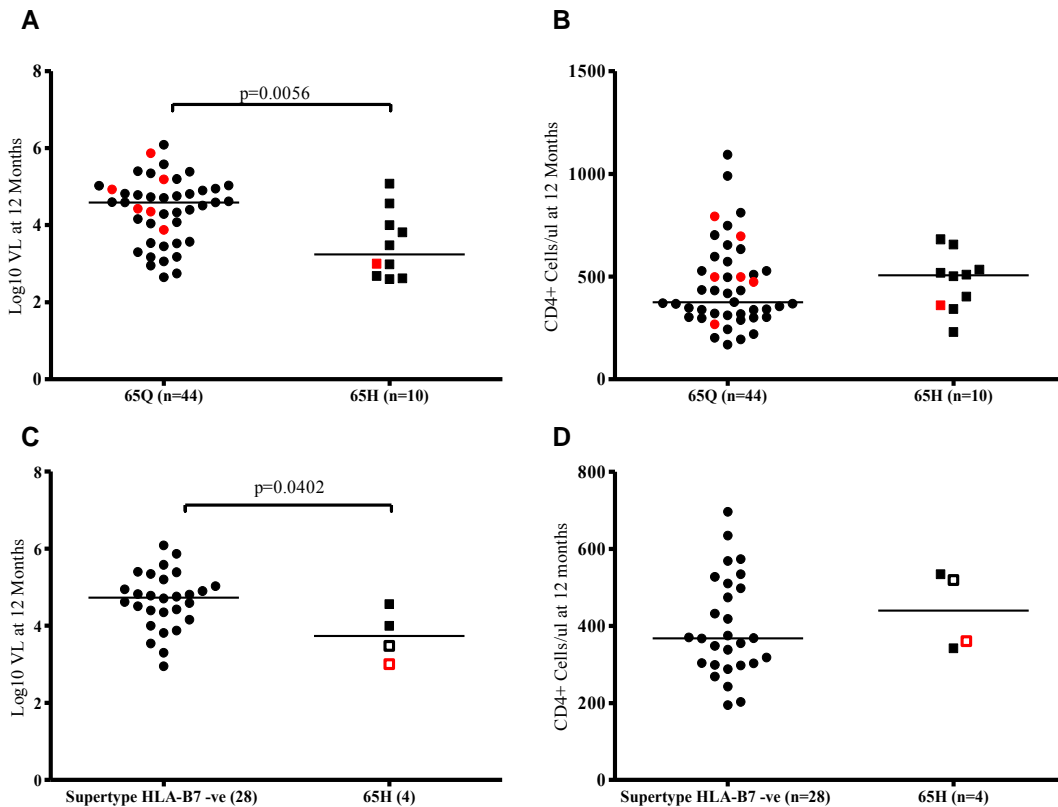 A
B
8
6
4
2
0
Log10 VL at 12 Months
p=0.0056
65Q (n=44)
65H (n=10)
1500
1000
500
0
CD4+ Cells/ul at 12 Months
65Q (n=44)
65H (n=10)
C
D
8
6
4
2
0
Log10 VL at 12 Months
p=0.0402
Supertype HLA-B7 -ve (28)
65H (4)
800
600
400
200
0
CD4+ Cells/ul at 12 months
Supertype HLA-B7 -ve (n=28)
65H (n=4)